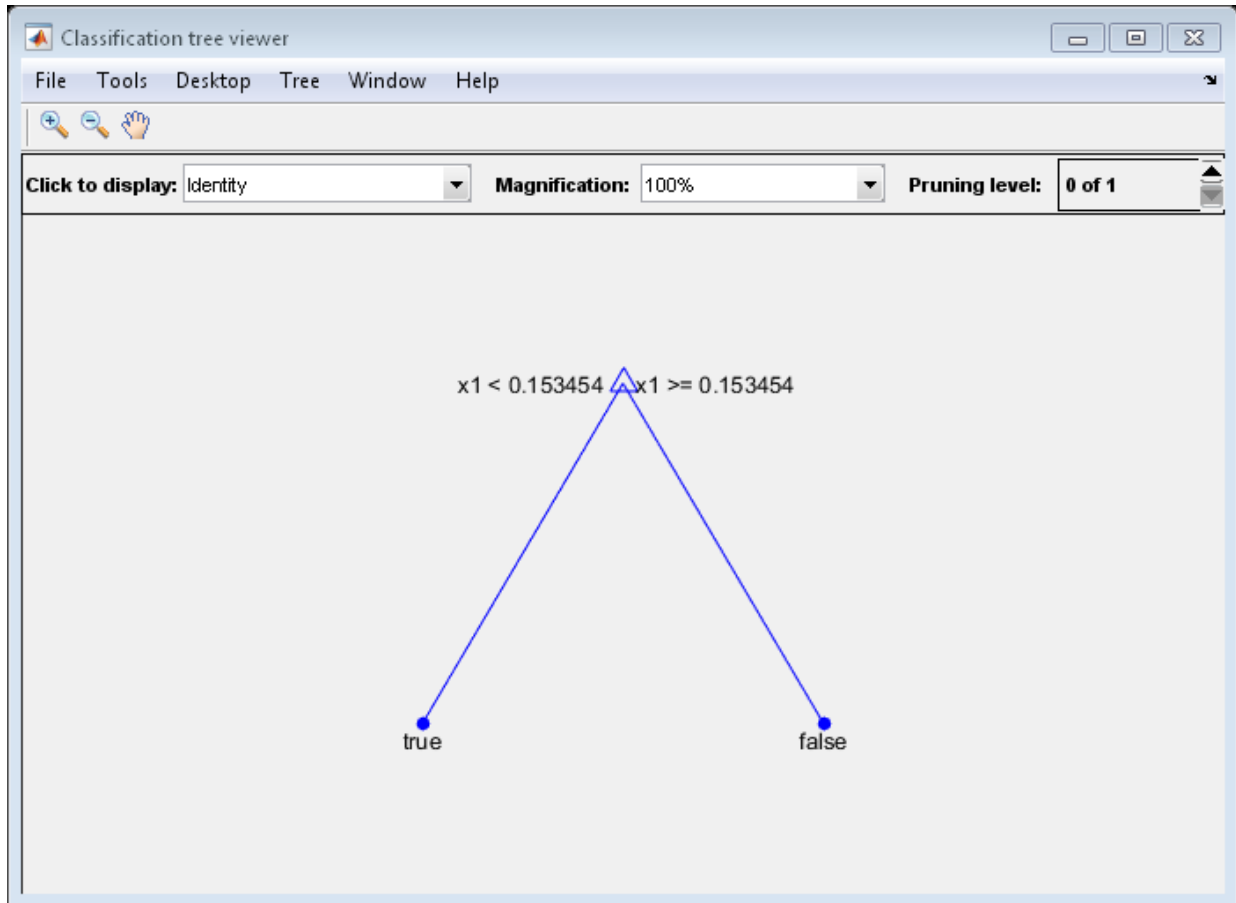 Classification tree viewer
File Tools Desktop Tree Window Help
Click to display: Identity Magnification: 100% Pruning level: 0 of 1
x1 < 0.153454 x1 >= 0.153454
true false